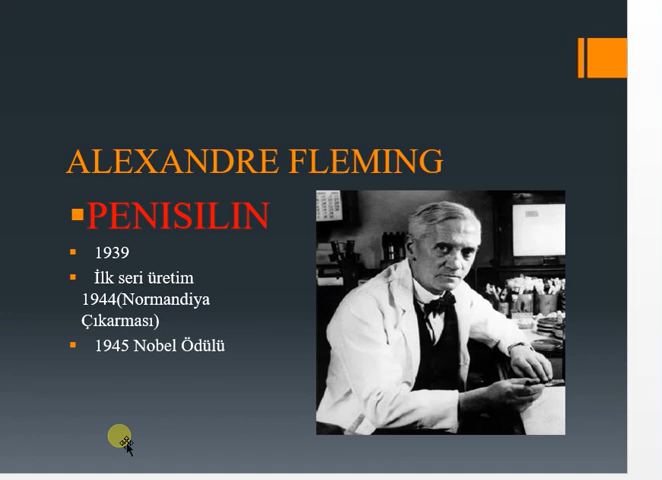 ALEXANDRE FLEMING
PENISILIN
1939
İlk seri üretim
1944(Normandiya
Çıkarması)
1945 Nobel Ödülü